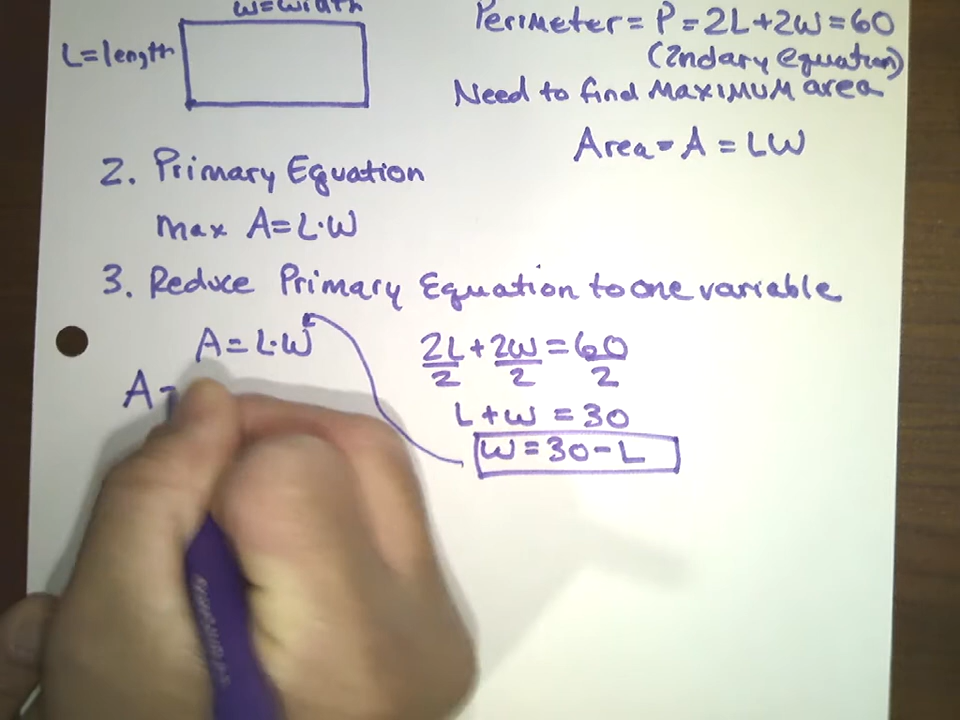 W=width
L=length
Perimeter = P = 2L+2W=60
(2ndary equation)
Need to find MAXIMUM area
Area = A = LW
2. Primary Equation
max A=L·W
3. Reduce Primary Equation to one variable
A=L·W
2L/2 + 2W/2 = 60/2
A=
L+W = 30
W=30-L